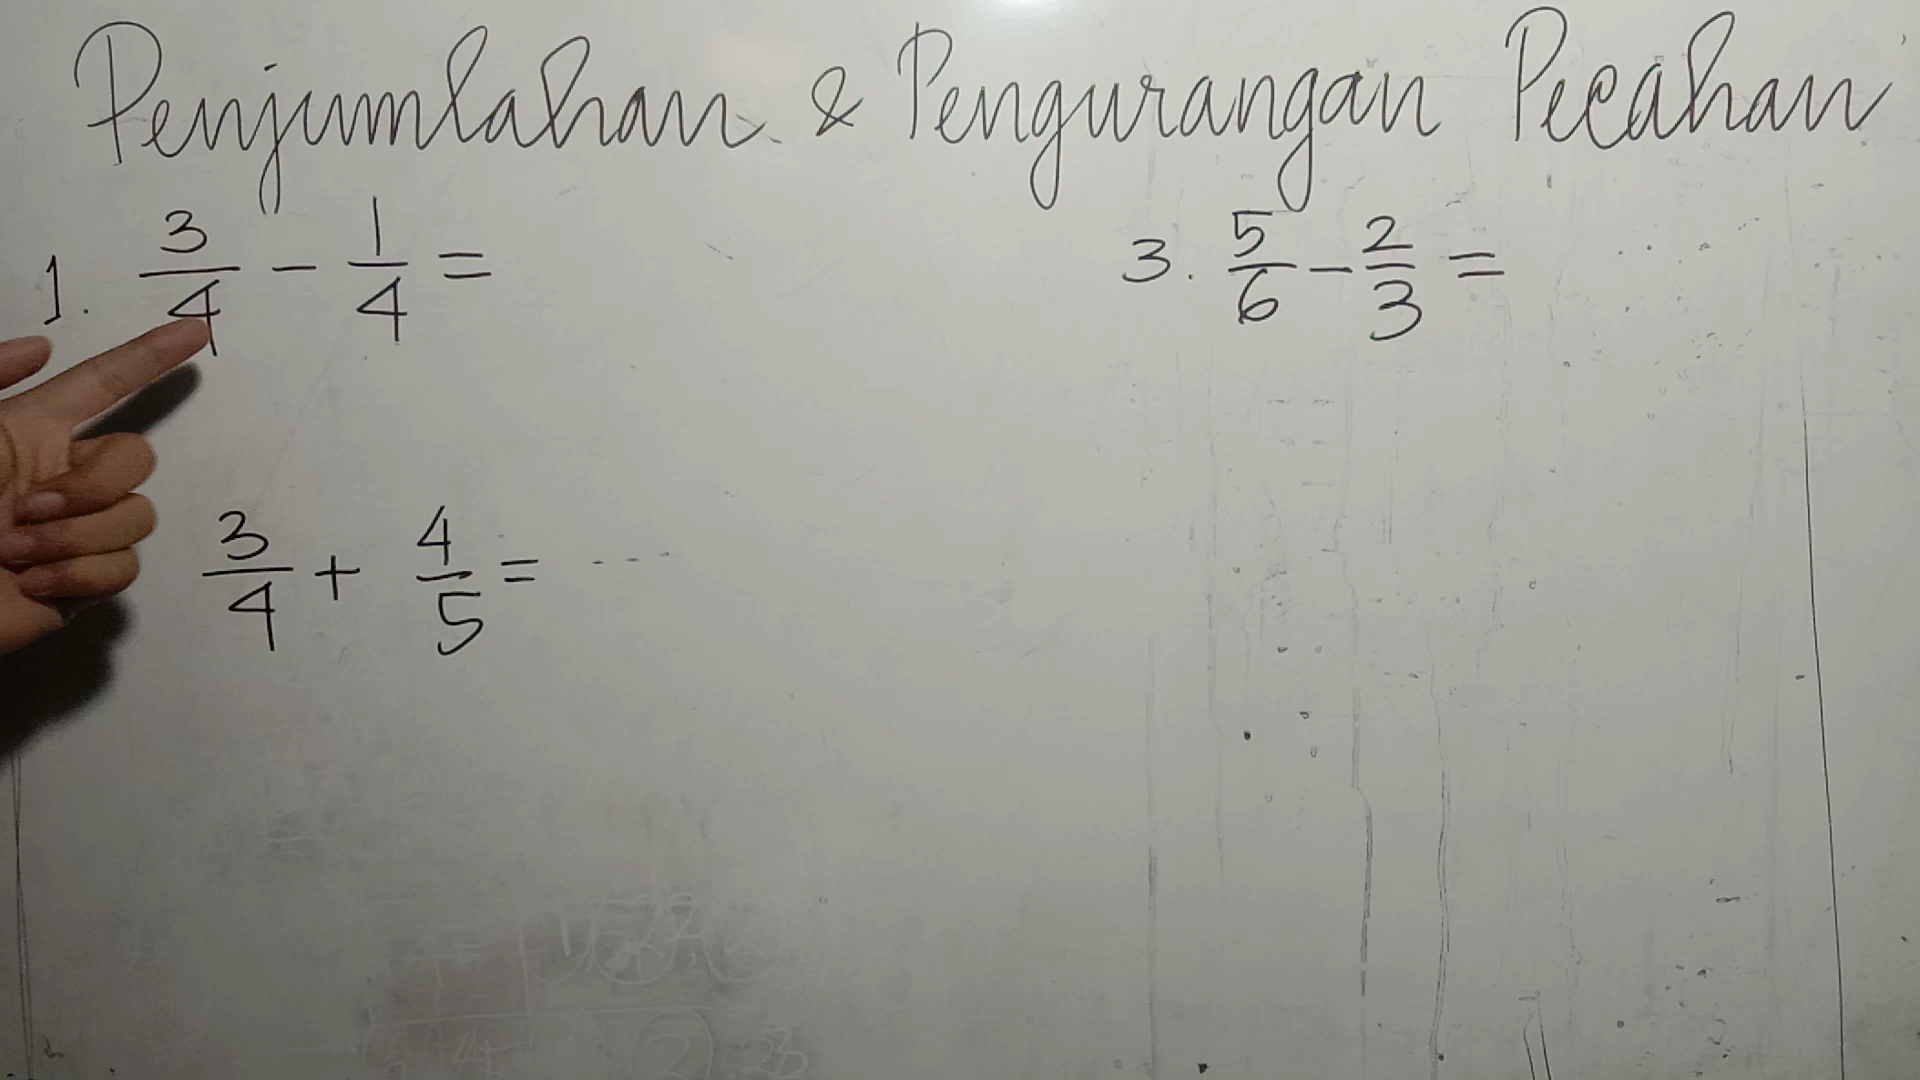 Penjumlahan & Pengurangan Pecahan
1. 3/4 - 1/4 =
3/4 + 4/5 = ---
3. 5/6 - 2/3 =